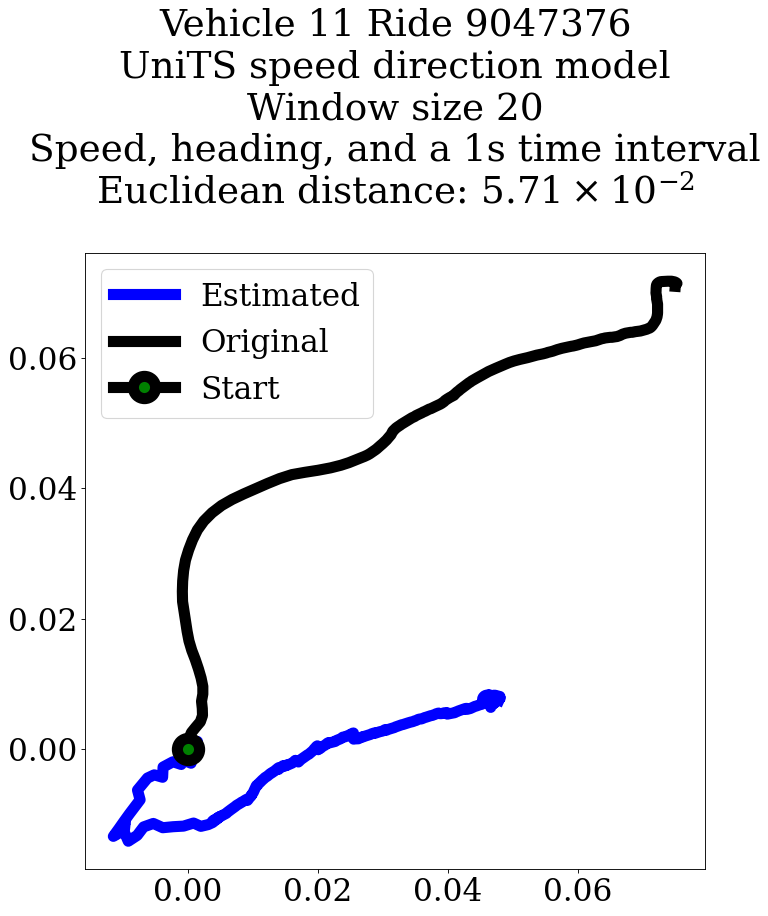 Vehicle 11 Ride 9047376
UniTS speed direction model
Window size 20
Speed, heading, and a 1s time interval
Euclidean distance: 5.71 × 10⁻²
Estimated
Original
Start
0.06
0.04
0.02
0.00
0.00 0.02 0.04 0.06